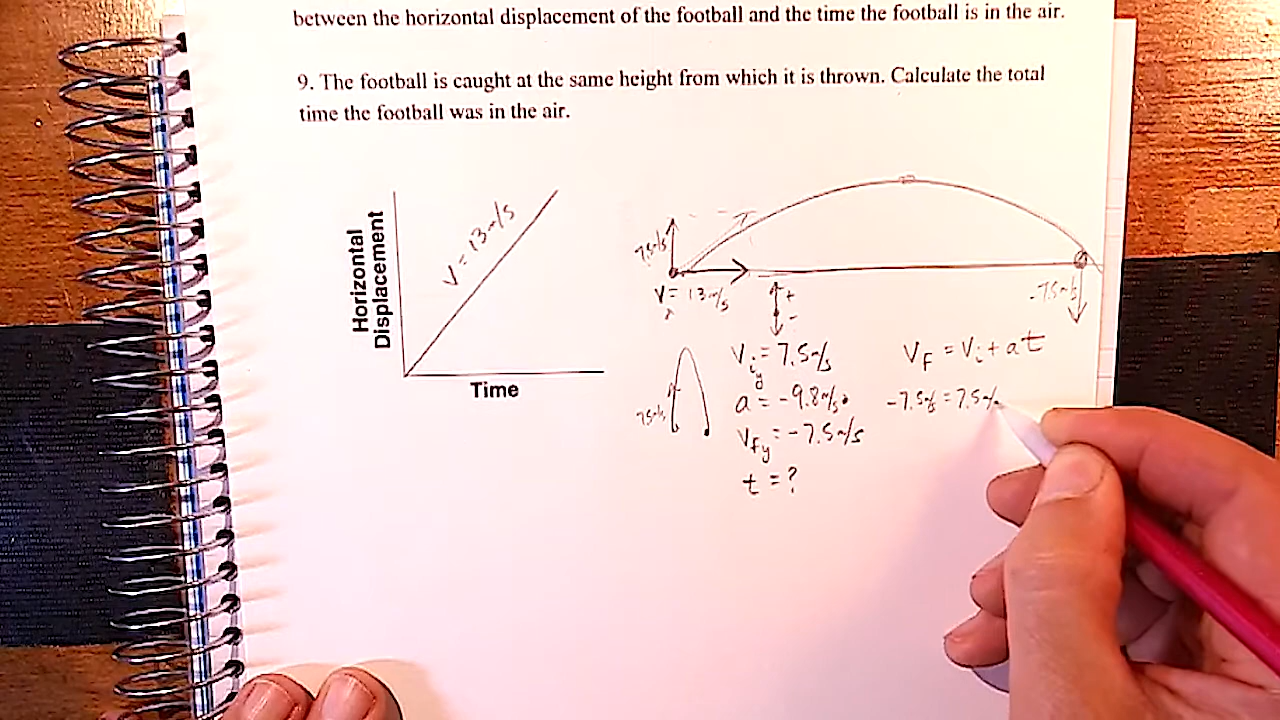 between the horizontal displacement of the football and the time the football is in the air.
9. The football is caught at the same height from which it is thrown. Calculate the total
time the football was in the air.
Horizontal
Displacement
V = 13 m/s
Time
7.5 m/s
Vx = 13 m/s
+
-
-7.5 m/s
7.5 m/s
Viy = 7.5 m/s
a = -9.8 m/s²
Vfy = -7.5 m/s
t = ?
VF = Vi + at
-7.5 m/s = 7.5 m/s